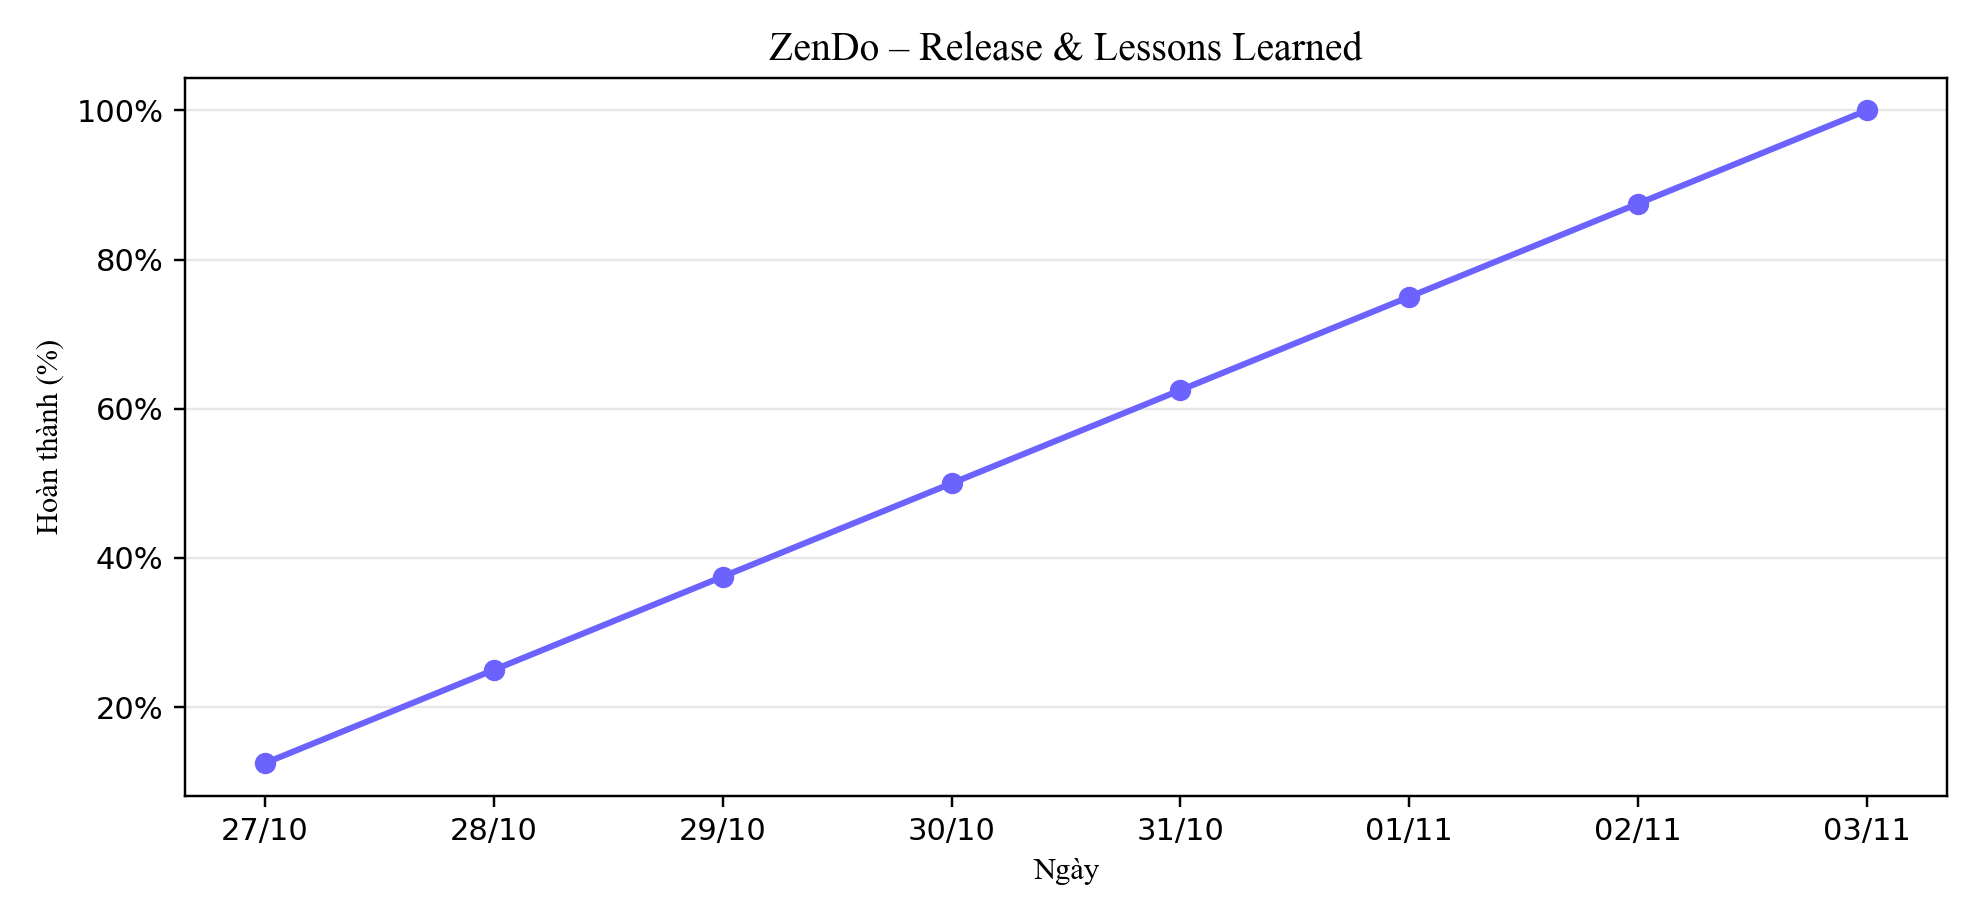 ZenDo – Release & Lessons Learned
100%
80%
60%
40%
20%
Hoàn thành (%)
27/10 28/10 29/10 30/10 31/10 01/11 02/11 03/11
Ngày